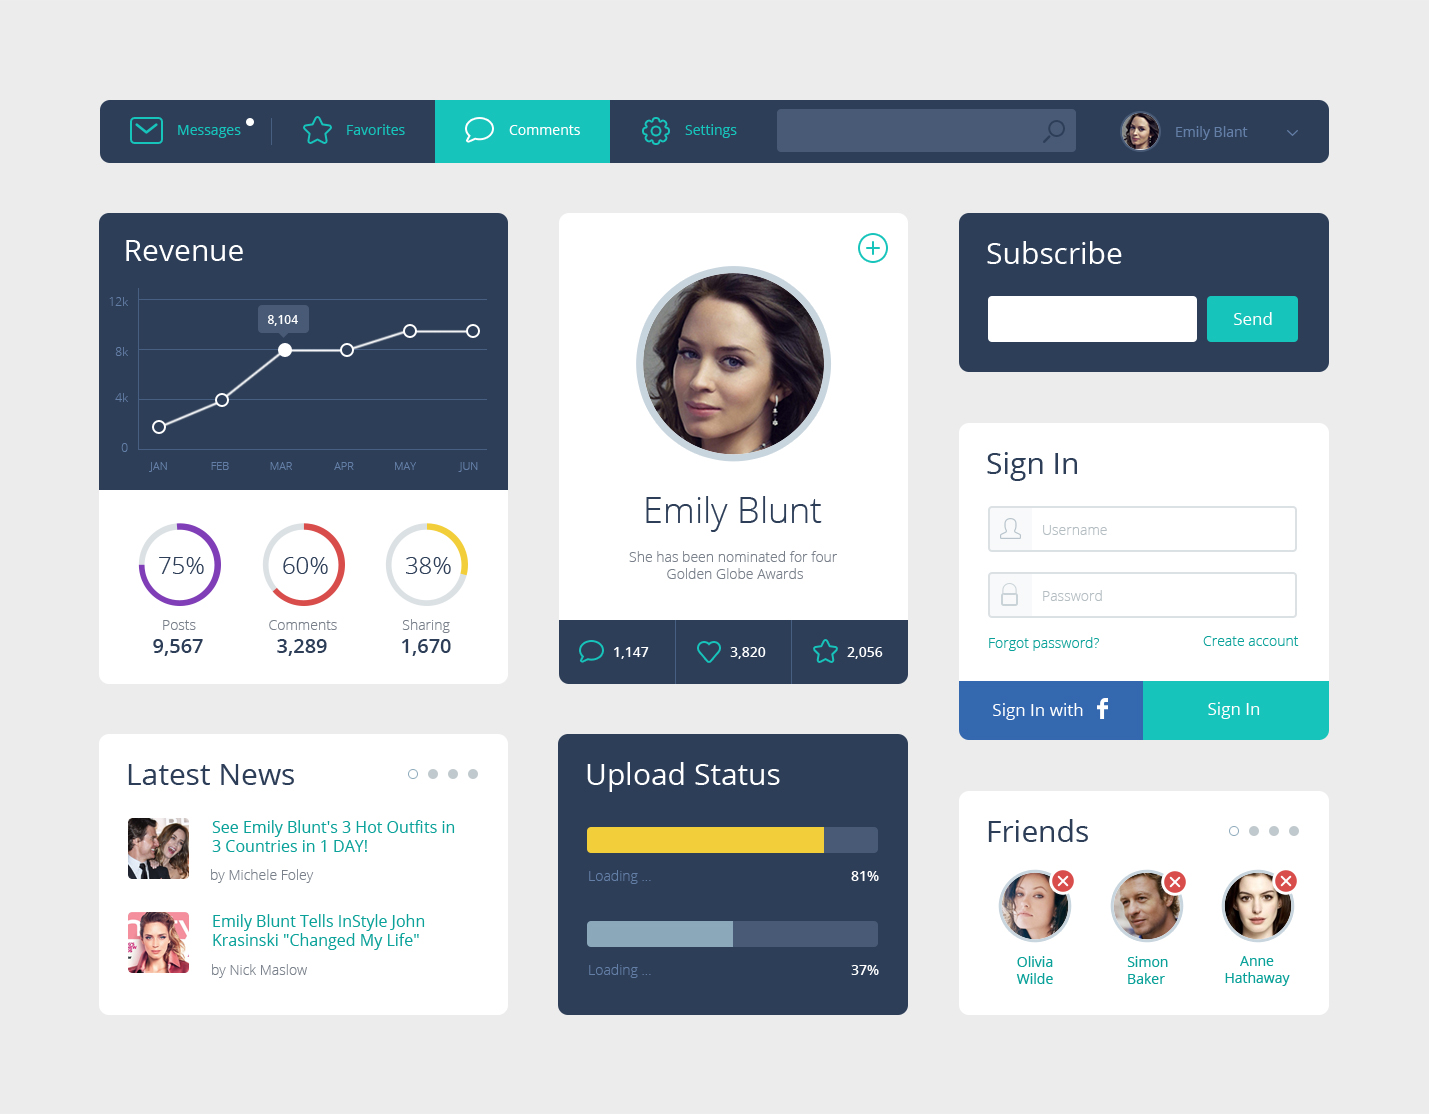 Messages
Favorites
Comments
Settings
Emily Blant
Revenue
12k
8k
4k
0
8,104
JAN
FEB
MAR
APR
MAY
JUN
75%
60%
38%
Posts
9,567
Comments
3,289
Sharing
1,670
Emily Blunt
She has been nominated for four
Golden Globe Awards
1,147
3,820
2,056
Subscribe
Send
Sign In
Username
Password
Forgot password?
Create account
Sign In with f
Sign In
Latest News
See Emily Blunt's 3 Hot Outfits in
3 Countries in 1 DAY!
by Michele Foley
Emily Blunt Tells InStyle John
Krasinski "Changed My Life"
by Nick Maslow
Upload Status
Loading ...
81%
Loading ...
37%
Friends
Olivia
Wilde
Simon
Baker
Anne
Hathaway